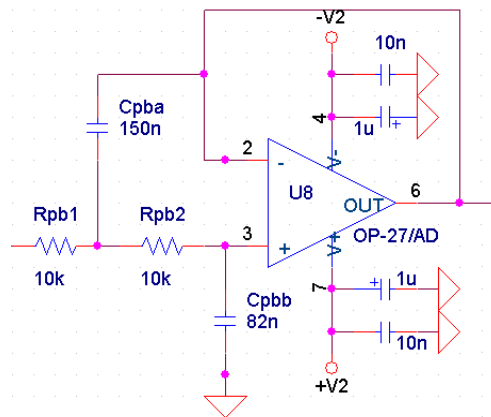 -V2
10n
Cpba
150n
4
1u
+
2
-
V-
U8
6
Rpb1
Rpb2
OUT
3
+
V+
OP-27/AD
10k
10k
Cpbb
82n
7
+
1u
10n
+V2